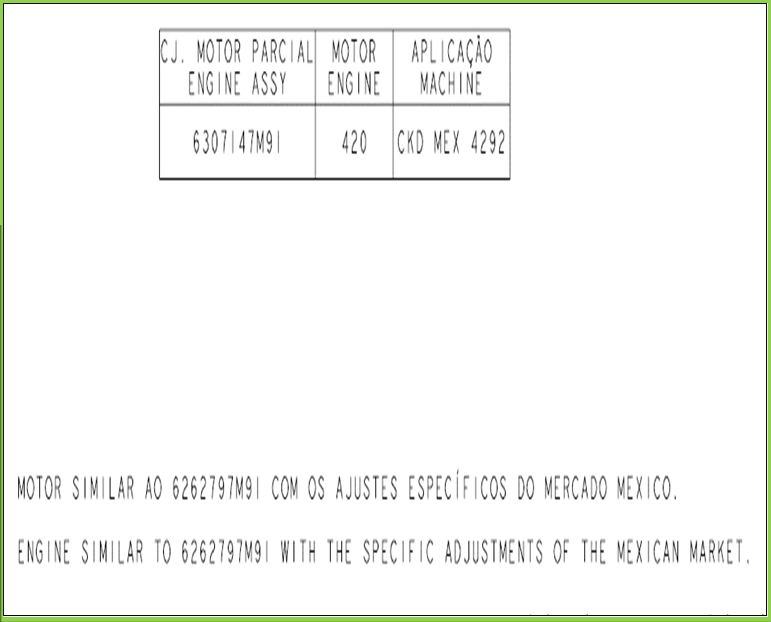 CJ. MOTOR PARCIAL
ENGINE ASSY
MOTOR
ENGINE
APLICAÇÃO
MACHINE
6307147M91
420
CKD MEX 4292
MOTOR SIMILAR AO 6262797M91 COM OS AJUSTES ESPECÍFICOS DO MERCADO MEXICO.
ENGINE SIMILAR TO 6262797M91 WITH THE SPECIFIC ADJUSTMENTS OF THE MEXICAN MARKET.